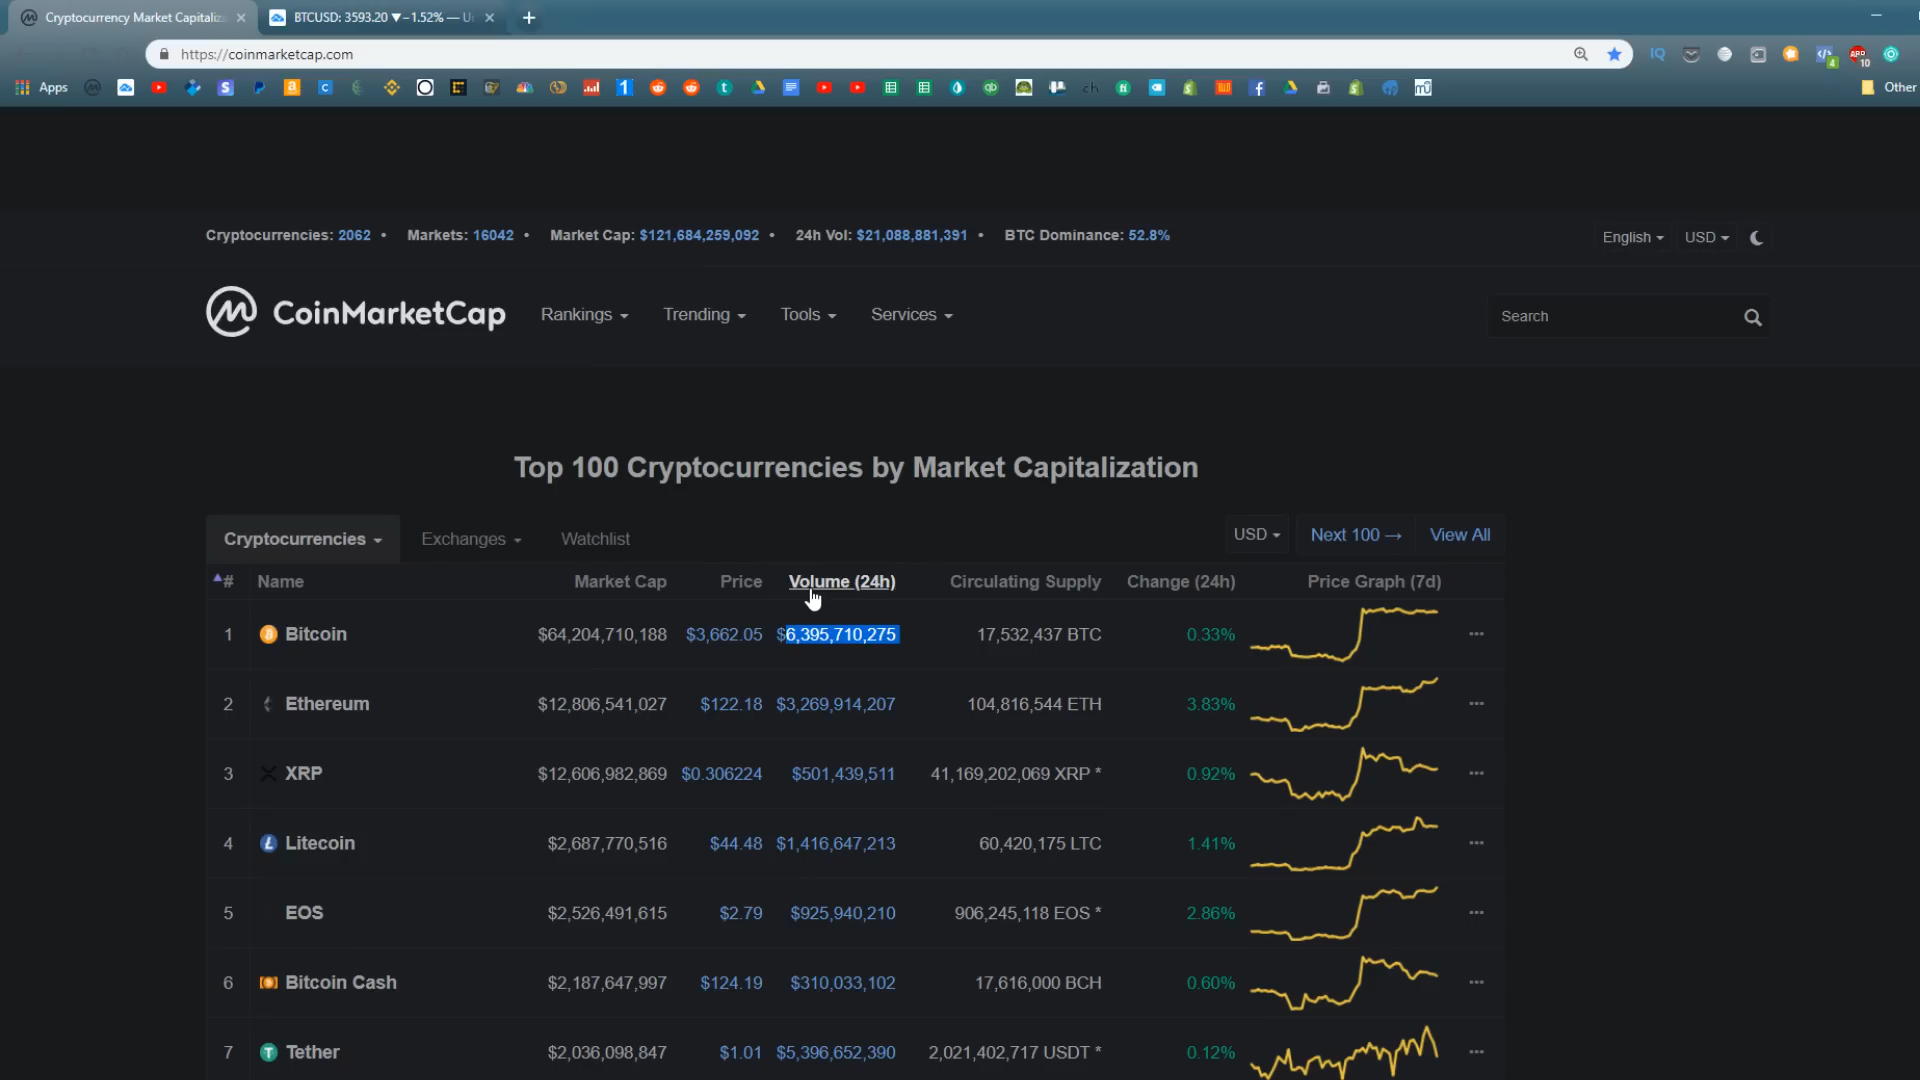 Cryptocurrency Market Capitaliz
BTCUSD: 3593.20 ▼−1.52% — U
https://coinmarketcap.com
IQ
4
ABP
10
Apps
Other
Cryptocurrencies: 2062 • Markets: 16042 • Market Cap: $121,684,259,092 • 24h Vol: $21,088,881,391 • BTC Dominance: 52.8%
English USD
CoinMarketCap Rankings Trending Tools Services
Search
Top 100 Cryptocurrencies by Market Capitalization
Cryptocurrencies Exchanges Watchlist USD Next 100 → View All
# Name Market Cap Price Volume (24h) Circulating Supply Change (24h) Price Graph (7d)
1 Bitcoin $64,204,710,188 $3,662.05 $6,395,710,275 17,532,437 BTC 0.33%
2 Ethereum $12,806,541,027 $122.18 $3,269,914,207 104,816,544 ETH 3.83%
3 XRP $12,606,982,869 $0.306224 $501,439,511 41,169,202,069 XRP * 0.92%
4 Litecoin $2,687,770,516 $44.48 $1,416,647,213 60,420,175 LTC 1.41%
5 EOS $2,526,491,615 $2.79 $925,940,210 906,245,118 EOS * 2.86%
6 Bitcoin Cash $2,187,647,997 $124.19 $310,033,102 17,616,000 BCH 0.60%
7 Tether $2,036,098,847 $1.01 $5,396,652,390 2,021,402,717 USDT * 0.12%